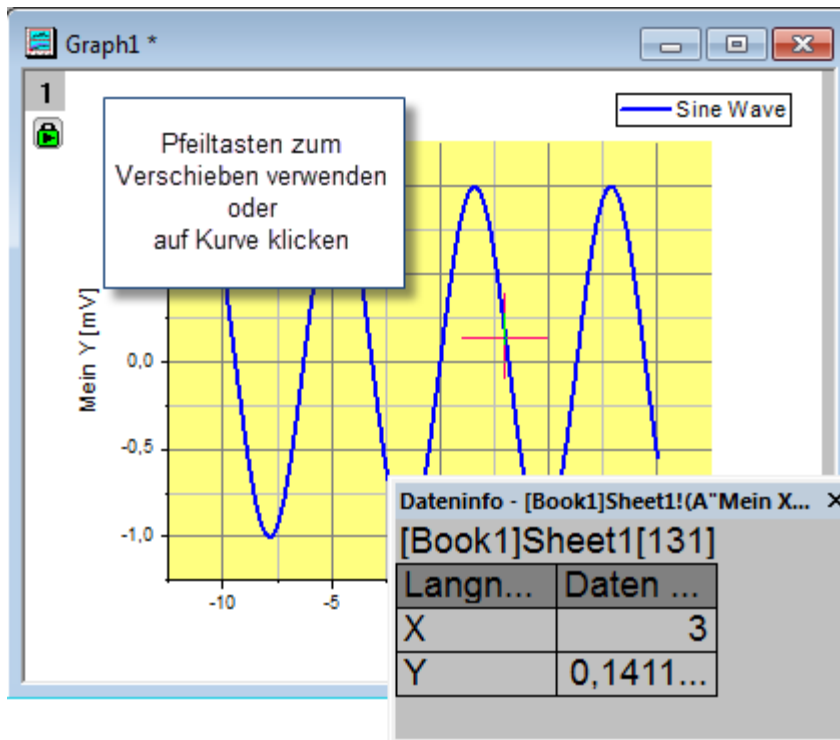 Graph1 *
1
Pfeiltasten zum
Verschieben verwenden
oder
auf Kurve klicken
Sine Wave
Mein Y [mV]
0,0
-0,5
-1,0
-10
-5
Dateninfo - [Book1]Sheet1!(A"Mein X...
[Book1]Sheet1[131]
Langn... Daten ...
X 3
Y 0,1411...